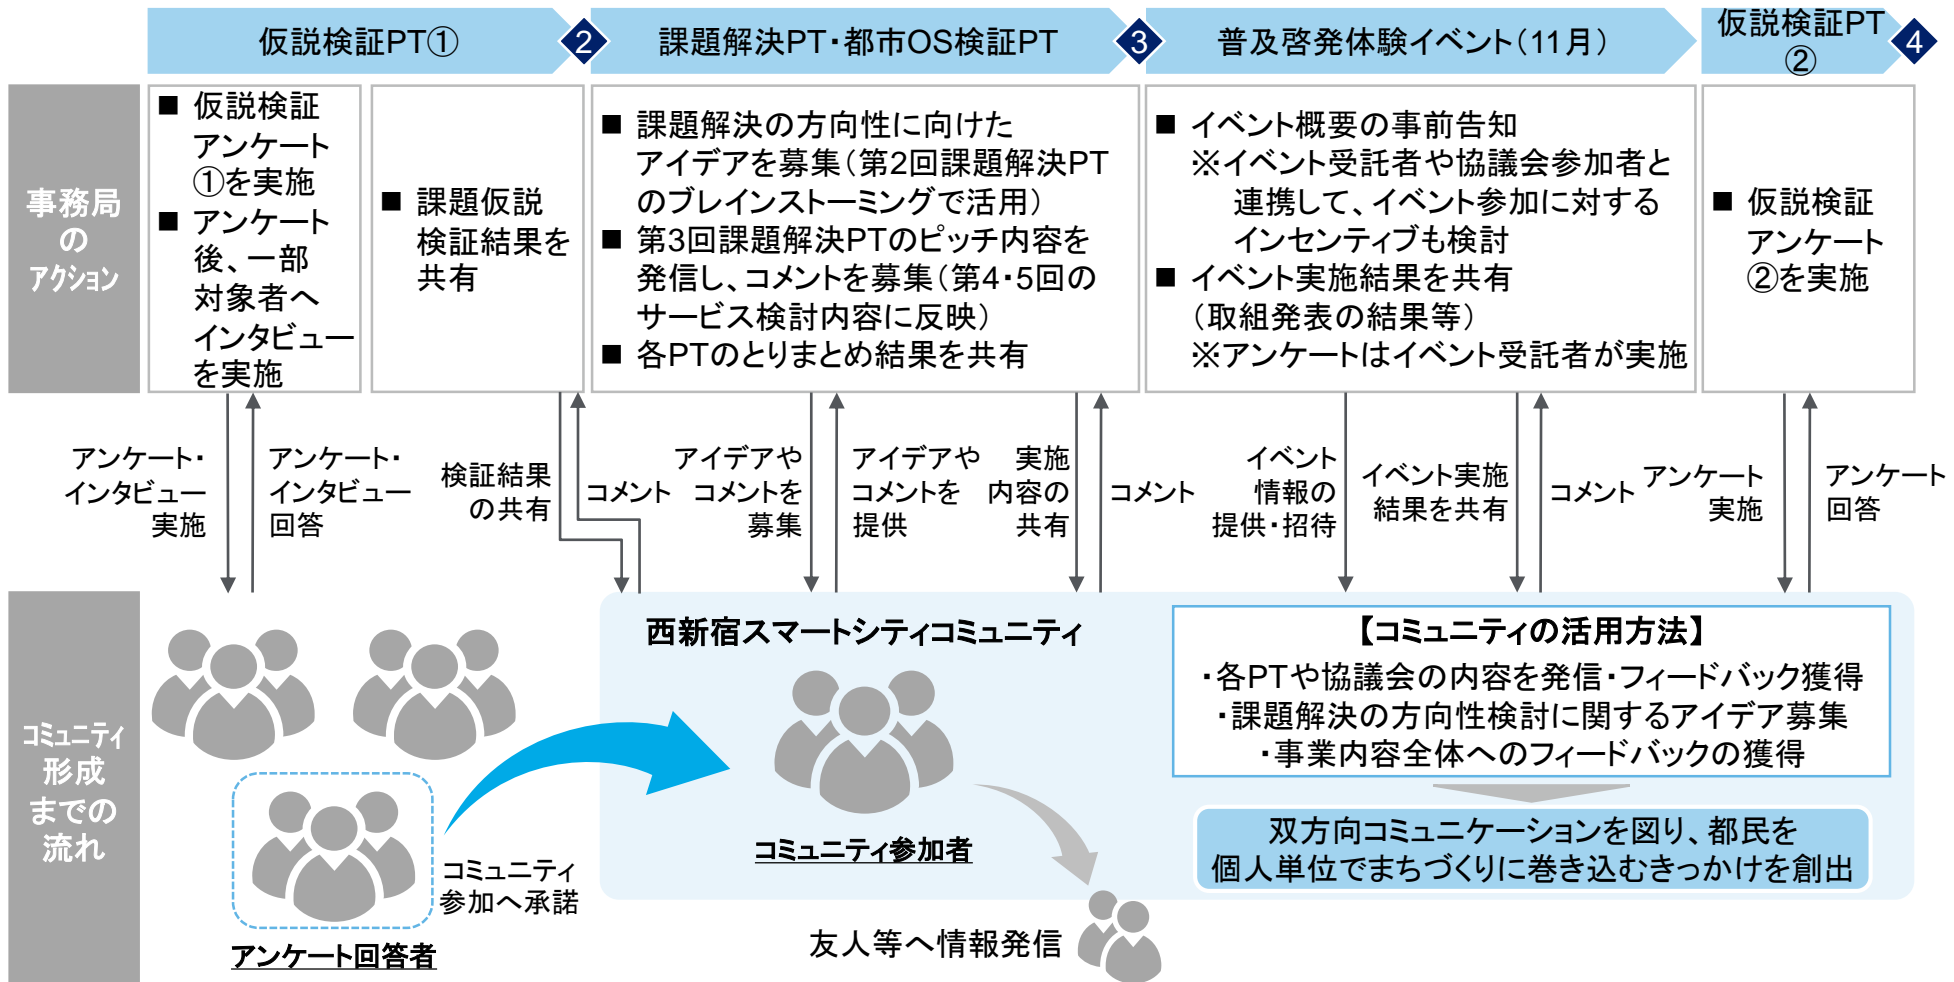 仮説検証PT①
2
課題解決PT・都市OS検証PT
3
普及啓発体験イベント(11月)
仮説検証PT
②
4
事務局
の
アクション
■ 仮説検証
アンケート
①を実施
■ アンケート
後、一部
対象者へ
インタビュー
を実施
■ 課題仮説
検証結果を
共有
■ 課題解決の方向性に向けた
アイデアを募集(第2回課題解決PT
のブレインストーミングで活用)
■ 第3回課題解決PTのピッチ内容を
発信し、コメントを募集(第4・5回の
サービス検討内容に反映)
■ 各PTのとりまとめ結果を共有
■ イベント概要の事前告知
※イベント受託者や協議会参加者と
連携して、イベント参加に対する
インセンティブも検討
■ イベント実施結果を共有
(取組発表の結果等)
※アンケートはイベント受託者が実施
■ 仮説検証
アンケート
②を実施
アンケート・
インタビュー
実施
アンケート・
インタビュー
回答
検証結果
の共有
コメント
アイデアや
コメントを
募集
アイデアや
コメントを
提供
実施
内容の
共有
コメント
イベント
情報の
提供・招待
イベント実施
結果を共有
コメント
アンケート
実施
アンケート
回答
コミュニティ
形成
までの
流れ
アンケート回答者
コミュニティ
参加へ承諾
西新宿スマートシティコミュニティ
コミュニティ参加者
友人等へ情報発信
【コミュニティの活用方法】
・各PTや協議会の内容を発信・フィードバック獲得
・課題解決の方向性検討に関するアイデア募集
・事業内容全体へのフィードバックの獲得
双方向コミュニケーションを図り、都民を
個人単位でまちづくりに巻き込むきっかけを創出